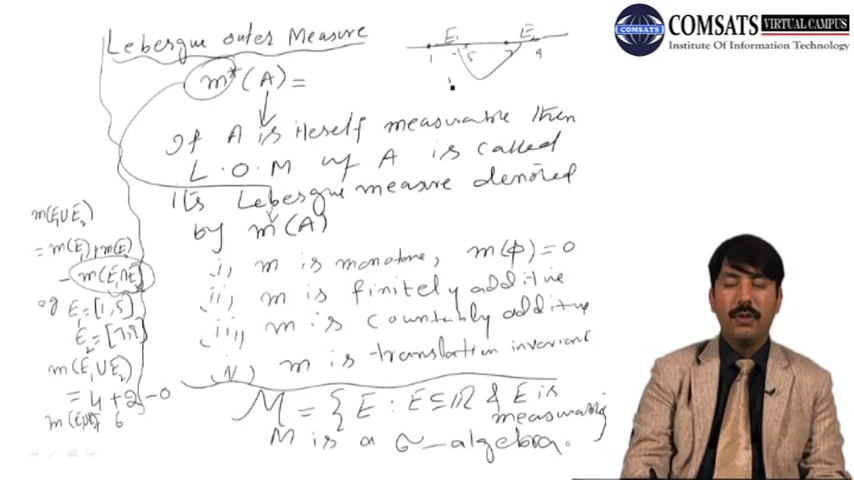 Lebesgue outer Measure
m*(A) =
If A is itself measurable then
L.O.M of A is called
its Lebesgue measure denoted
by m(A)
i, m is monotone, m(φ) = 0
ii, m is finitely additive
iii, m is countably additive
iv, m is translation invariant
M = { E : E ⊆ ℝ & E is
measurable}
M is a σ-algebra.
m(E₁∪E₂)
= m(E₁) + m(E₂)
- m(E₁∩E₂)
eg E₁ = [1,5]
E₂ = [7,9]
m(E₁∪E₂)
= 4 + 2 - 0
m(E₁∪E₂) = 6
E₁ E₂
1 5 7 9
COMSATS VIRTUAL CAMPUS
Institute Of Information Technology
COMSATS